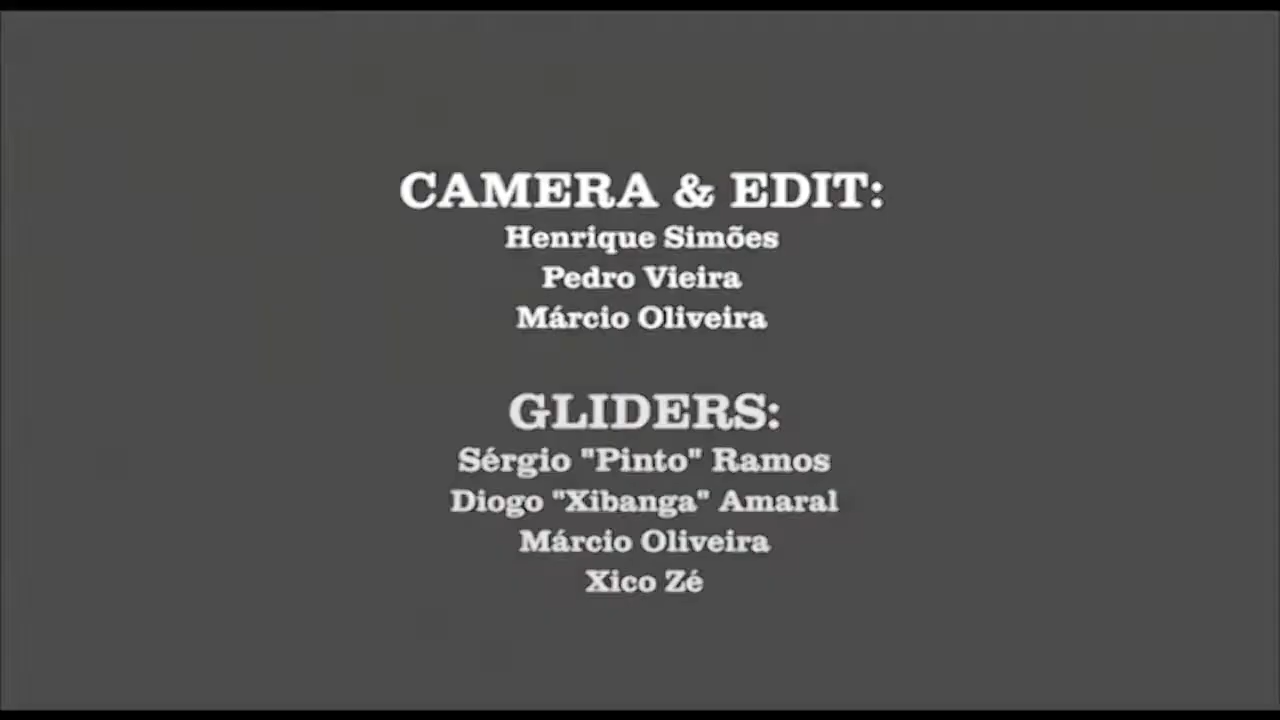 CAMERA & EDIT:
Henrique Simões
Pedro Vieira
Márcio Oliveira
GLIDERS:
Sérgio "Pinto" Ramos
Diogo "Xibanga" Amaral
Márcio Oliveira
Xico Zé